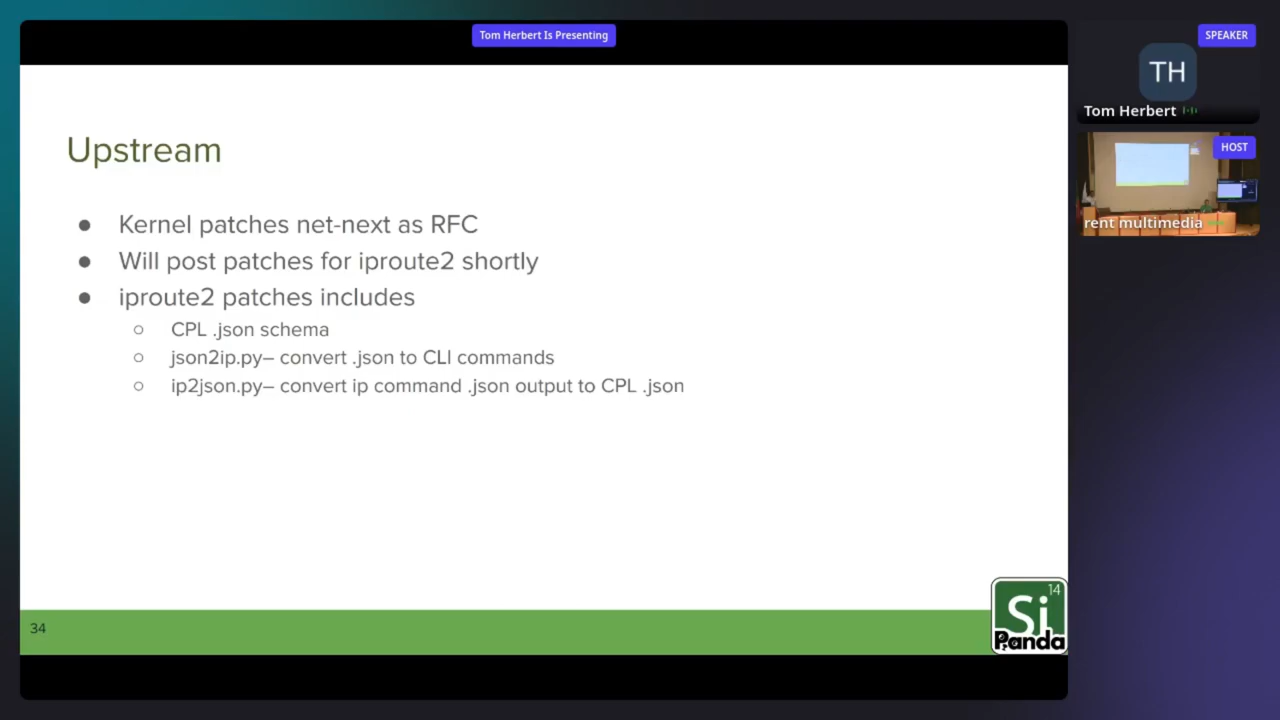 Tom Herbert Is Presenting
SPEAKER
TH
Tom Herbert
HOST
rent multimedia
Upstream
● Kernel patches net-next as RFC
● Will post patches for iproute2 shortly
● iproute2 patches includes
○ CPL .json schema
○ json2ip.py– convert .json to CLI commands
○ ip2json.py– convert ip command .json output to CPL .json
34
14
Si
Panda